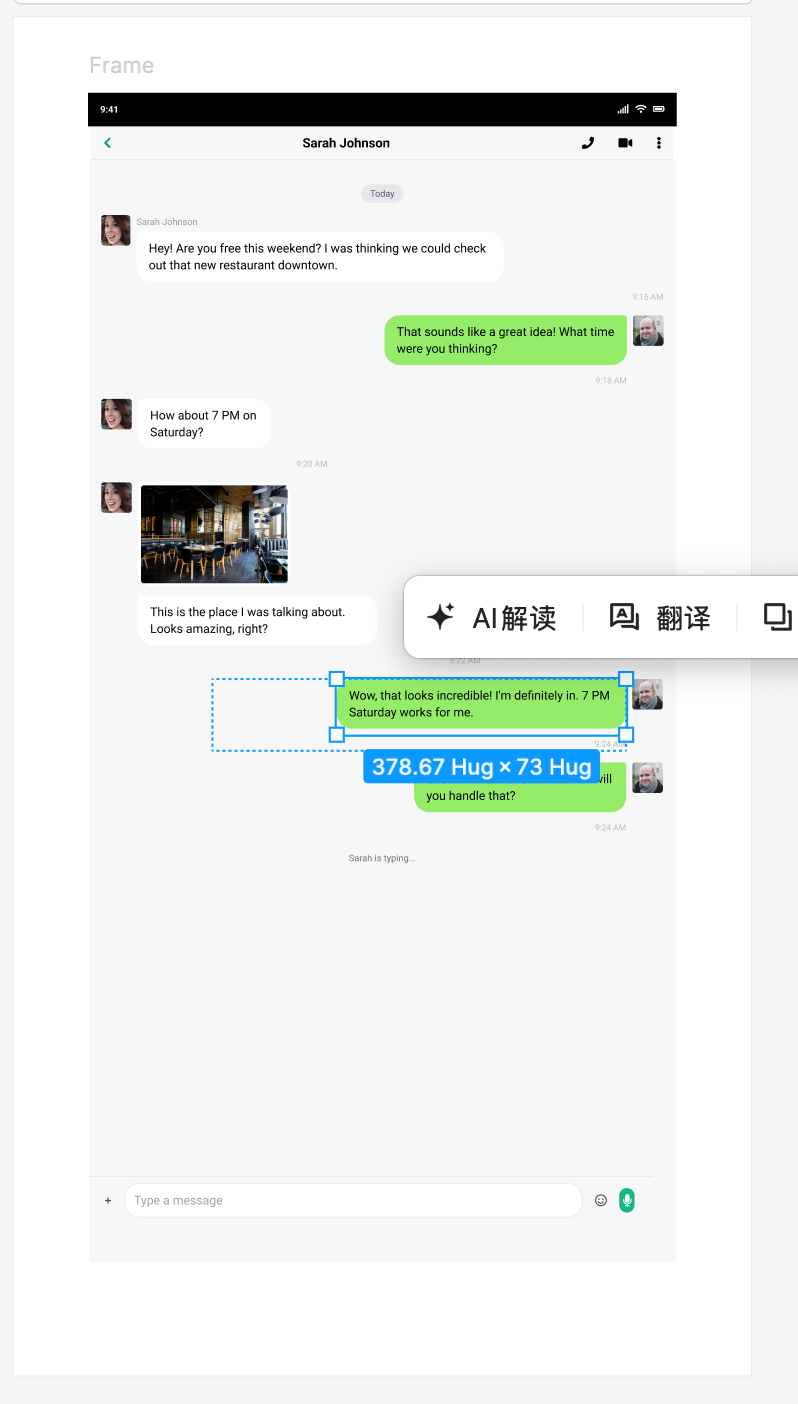 Frame
9:41
Sarah Johnson
Today
Sarah Johnson
Hey! Are you free this weekend? I was thinking we could check
out that new restaurant downtown.
9:15 AM
That sounds like a great idea! What time
were you thinking?
9:18 AM
How about 7 PM on
Saturday?
9:20 AM
This is the place I was talking about.
Looks amazing, right?
AI解读
翻译
9:22 AM
Wow, that looks incredible! I'm definitely in. 7 PM
Saturday works for me.
9:24 AM
378.67 Hug × 73 Hug
will
you handle that?
9:24 AM
Sarah is typing...
+
Type a message